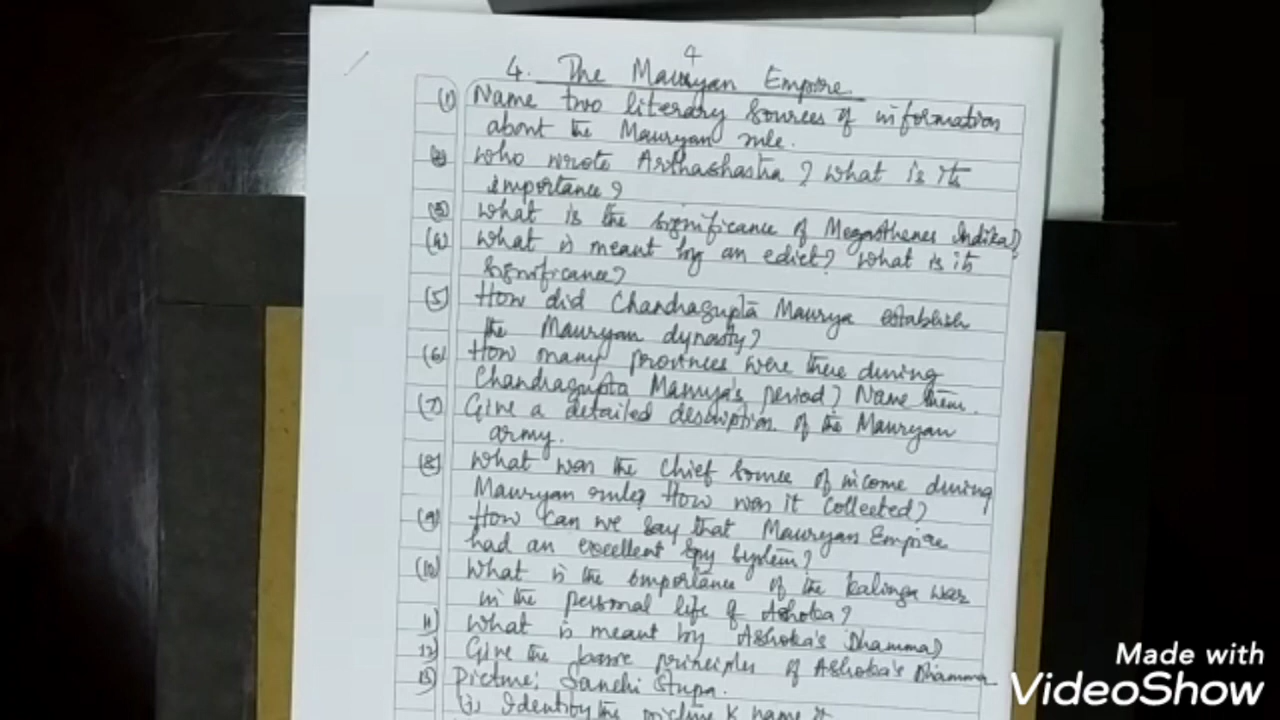 4
4. The Mauryan Empire
(1) Name two literary sources of information
about the Mauryan rule.
(2) Who wrote Arthashastra? What is its
importance?
(3) What is the significance of Megasthenes Indika?
(4) What is meant by an edict? What is its
significance?
(5) How did Chandragupta Maurya establish
the Mauryan dynasty?
(6) How many provinces were there during
Chandragupta Maurya's period? Name them.
(7) Give a detailed description of the Mauryan
army.
(8) What was the chief source of income during
Mauryan rule? How was it collected?
(9) How can we say that Mauryan Empire
had an excellent spy system?
(10) What is the importance of the Kalinga war
in the personal life of Ashoka?
11) What is meant by Ashoka's Dhamma?
12) Give the basic principles of Ashoka's Dhamma
13) Picture: Sanchi Stupa.
(i) Identify the picture & name it
Made with
VideoShow